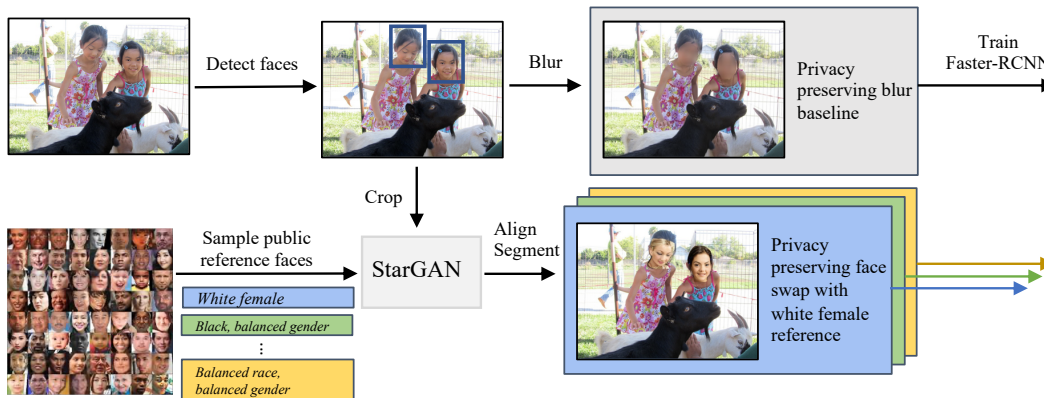 Detect faces
Blur
Privacy
preserving blur
baseline
Train
Faster-RCNN
Crop
Sample public
reference faces
StarGAN
Align
Segment
White female
Black, balanced gender
...
Balanced race,
balanced gender
Privacy
preserving face
swap with
white female
reference